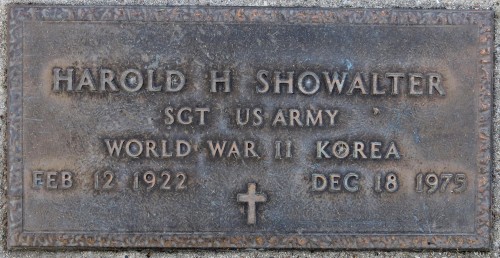 HAROLD H SHOWALTER
SGT US ARMY
WORLD WAR II KOREA
FEB 12 1922 DEC 18 1975